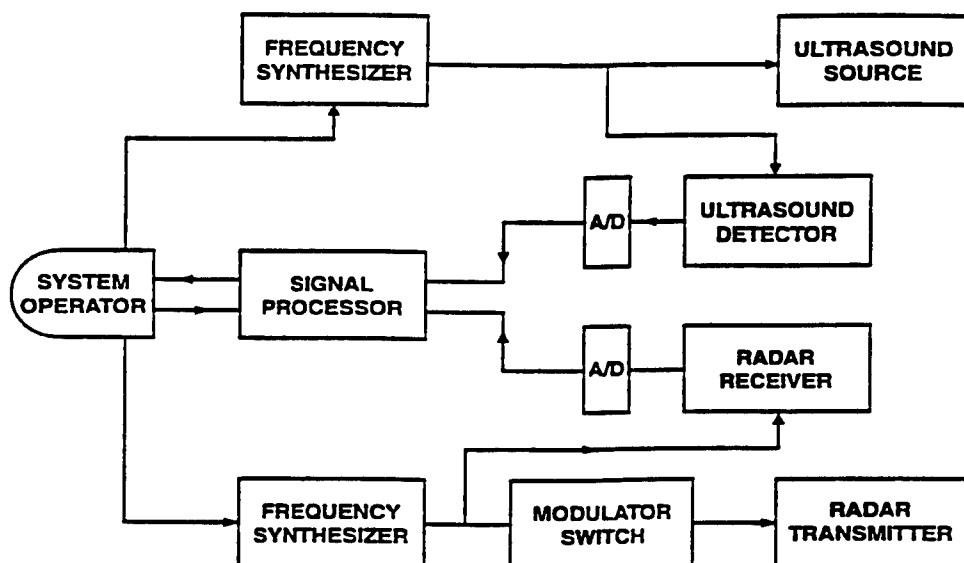 FREQUENCY
SYNTHESIZER
ULTRASOUND
SOURCE
A/D
ULTRASOUND
DETECTOR
SYSTEM
OPERATOR
SIGNAL
PROCESSOR
A/D
RADAR
RECEIVER
FREQUENCY
SYNTHESIZER
MODULATOR
SWITCH
RADAR
TRANSMITTER